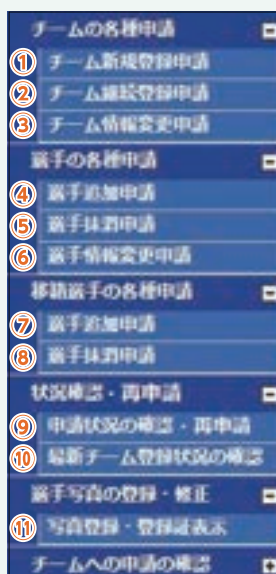 チームの各種申請
① チーム新規登録申請
② チーム継続登録申請
③ チーム情報変更申請
選手の各種申請
④ 選手追加申請
⑤ 選手抹消申請
⑥ 選手情報変更申請
移籍選手の各種申請
⑦ 選手追加申請
⑧ 選手抹消申請
状況確認・再申請
⑨ 申請状況の確認・再申請
⑩ 最新チーム登録状況の確認
選手写真の登録・修正
⑪ 写真登録・登録証表示
チームへの申請の確認